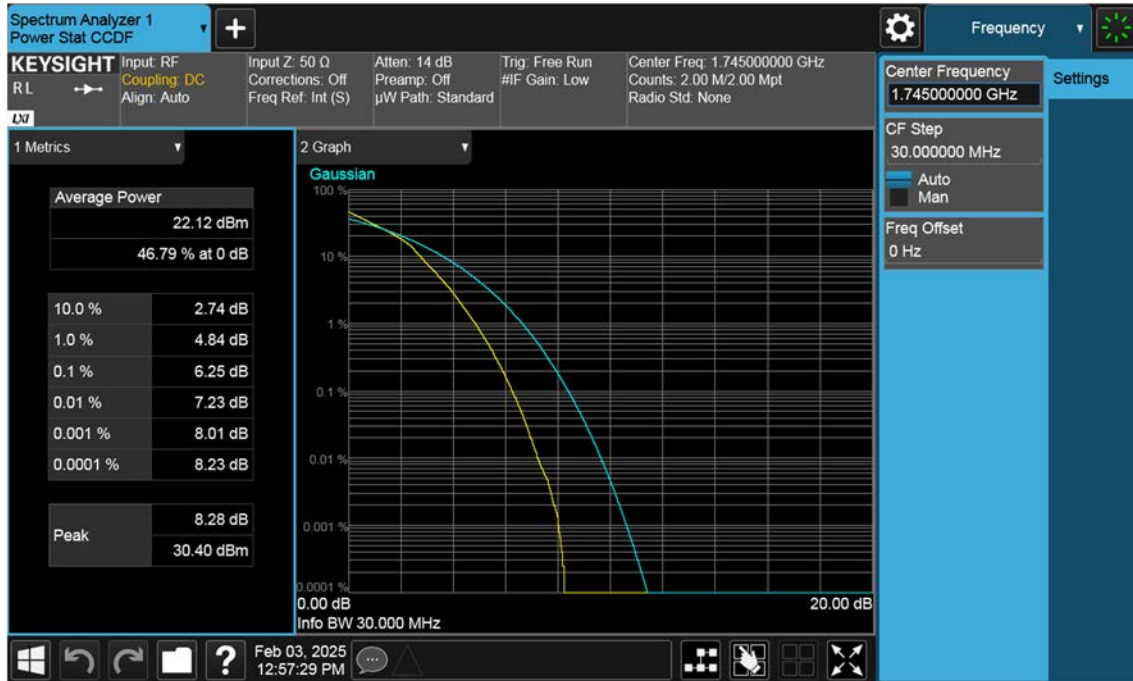 Spectrum Analyzer 1
Power Stat CCDF
Frequency
KEYSIGHT
RL
LXI
Input: RF
Coupling: DC
Align: Auto
Input Z: 50 Ω
Corrections: Off
Freq Ref: Int (S)
Atten: 14 dB
Preamp: Off
µW Path: Standard
Trig: Free Run
#IF Gain: Low
Center Freq: 1.745000000 GHz
Counts: 2.00 M/2.00 Mpt
Radio Std: None
Center Frequency
1.745000000 GHz
Settings
CF Step
30.000000 MHz
Auto
Man
Freq Offset
0 Hz
1 Metrics
Average Power
22.12 dBm
46.79 % at 0 dB
10.0 % 2.74 dB
1.0 % 4.84 dB
0.1 % 6.25 dB
0.01 % 7.23 dB
0.001 % 8.01 dB
0.0001 % 8.23 dB
Peak
8.28 dB
30.40 dBm
2 Graph
Gaussian
100 %
10 %
1 %
0.1 %
0.01 %
0.001 %
0.0001 %
0.00 dB 20.00 dB
Info BW 30.000 MHz
?
Feb 03, 2025
12:57:29 PM